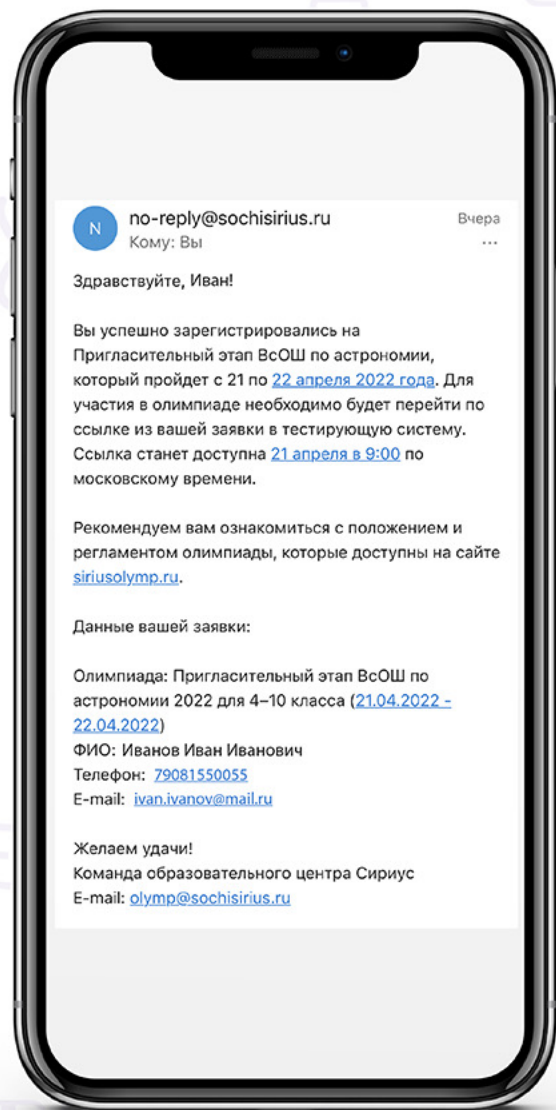 N
no-reply@sochisirius.ru
Вчера
Кому: Вы
...
Здравствуйте, Иван!
Вы успешно зарегистрировались на
Пригласительный этап ВсОШ по астрономии,
который пройдет с 21 по 22 апреля 2022 года. Для
участия в олимпиаде необходимо будет перейти по
ссылке из вашей заявки в тестирующую систему.
Ссылка станет доступна 21 апреля в 9:00 по
московскому времени.
Рекомендуем вам ознакомиться с положением и
регламентом олимпиады, которые доступны на сайте
siriusolymp.ru.
Данные вашей заявки:
Олимпиада: Пригласительный этап ВсОШ по
астрономии 2022 для 4–10 класса (21.04.2022 -
22.04.2022)
ФИО: Иванов Иван Иванович
Телефон: 79081550055
E-mail: ivan.ivanov@mail.ru
Желаем удачи!
Команда образовательного центра Сириус
E-mail: olymp@sochisirius.ru